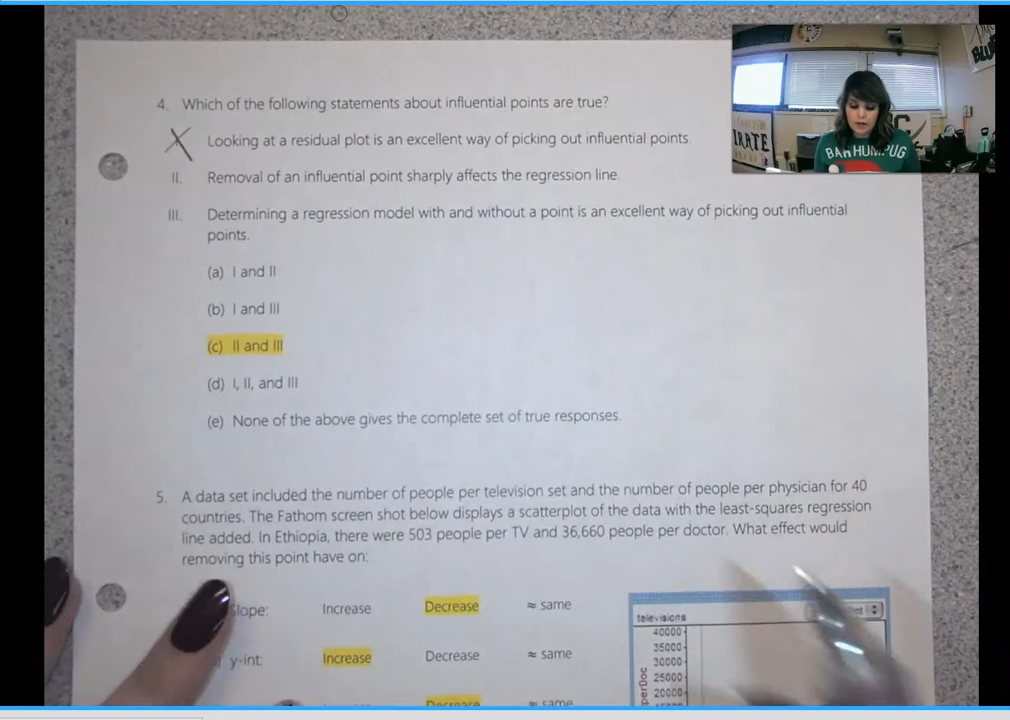 4. Which of the following statements about influential points are true?
Looking at a residual plot is an excellent way of picking out influential points.
II. Removal of an influential point sharply affects the regression line.
III. Determining a regression model with and without a point is an excellent way of picking out influential
points.
(a) I and II
(b) I and III
(c) II and III
(d) I, II, and III
(e) None of the above gives the complete set of true responses.
5. A data set included the number of people per television set and the number of people per physician for 40
countries. The Fathom screen shot below displays a scatterplot of the data with the least-squares regression
line added. In Ethiopia, there were 503 people per TV and 36,660 people per doctor. What effect would
removing this point have on:
Slope: Increase Decrease ≈ same
y-int: Increase Decrease ≈ same
Decrease ≈ same
televisions
40000
35000
30000
25000
20000
perDoc
BAH HUMPUG
IRATE